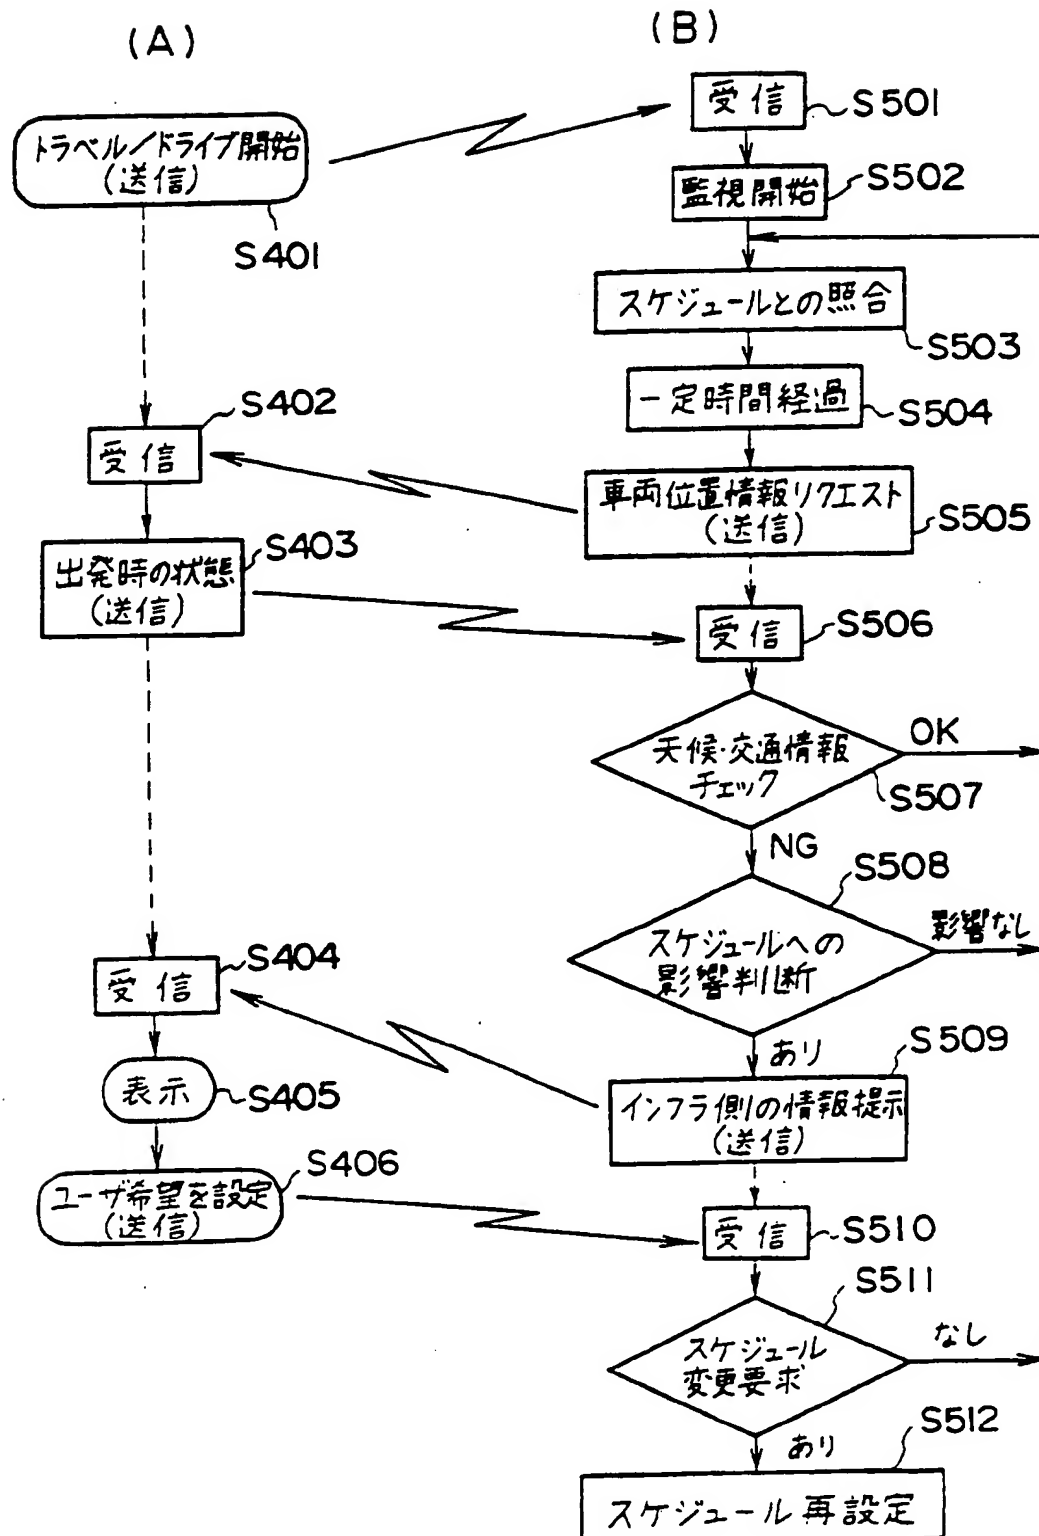 (A)
(B)
トラベル/ドライブ開始
(送信)
S401
受信
S501
監視開始
S502
スケジュールとの照合
S503
一定時間経過
S504
受信
S402
車両位置情報リクエスト
(送信)
S505
出発時の状態
(送信)
S403
受信
S506
天候・交通情報
チェック
OK
S507
NG
S508
スケジュールへの
影響判断
影響なし
受信
S404
あり
S509
表示
S405
インフラ側の情報提示
(送信)
ユーザ希望を設定
(送信)
S406
受信
S510
S511
スケジュール
変更要求
なし
あり
S512
スケジュール再設定